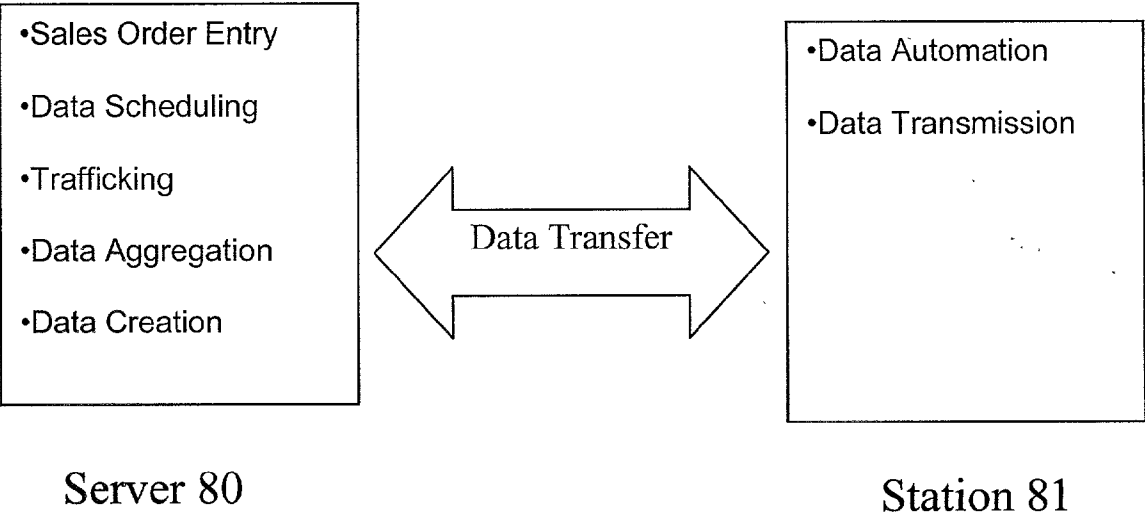 •Sales Order Entry
•Data Scheduling
•Trafficking
•Data Aggregation
•Data Creation
Data Transfer
•Data Automation
•Data Transmission
Server 80
Station 81